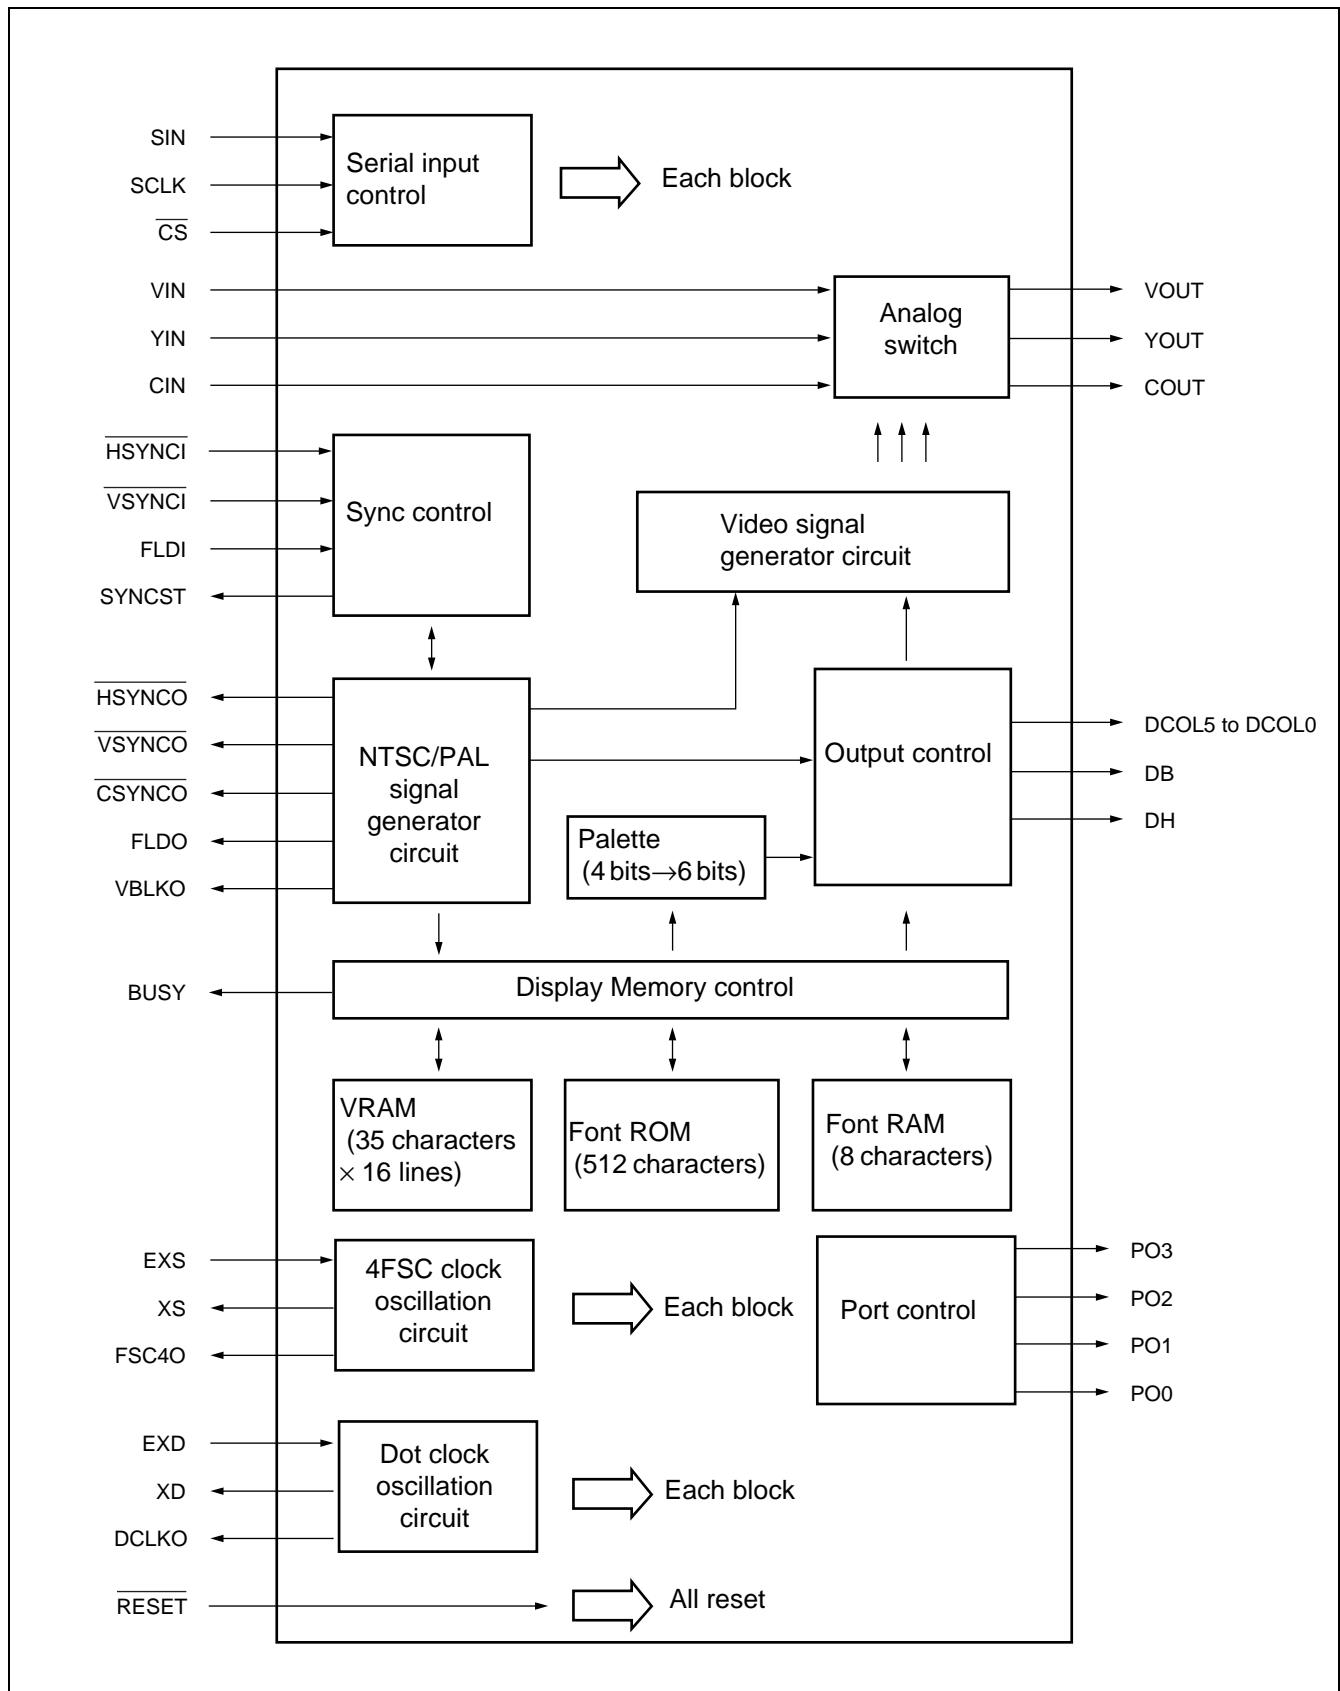 SIN
SCLK
CS
Serial input
control
Each block
VIN
YIN
CIN
Analog
switch
VOUT
YOUT
COUT
HSYNCI
VSYNCI
FLDI
SYNCST
Sync control
Video signal
generator circuit
HSYNCO
VSYNCO
CSYNCO
FLDO
VBLKO
NTSC/PAL
signal
generator
circuit
Output control
DCOL5 to DCOL0
DB
DH
Palette
(4 bits→6 bits)
BUSY
Display Memory control
VRAM
(35 characters
× 16 lines)
Font ROM
(512 characters)
Font RAM
(8 characters)
EXS
XS
FSC4O
4FSC clock
oscillation
circuit
Each block
Port control
PO3
PO2
PO1
PO0
EXD
XD
DCLKO
Dot clock
oscillation
circuit
Each block
RESET
All reset